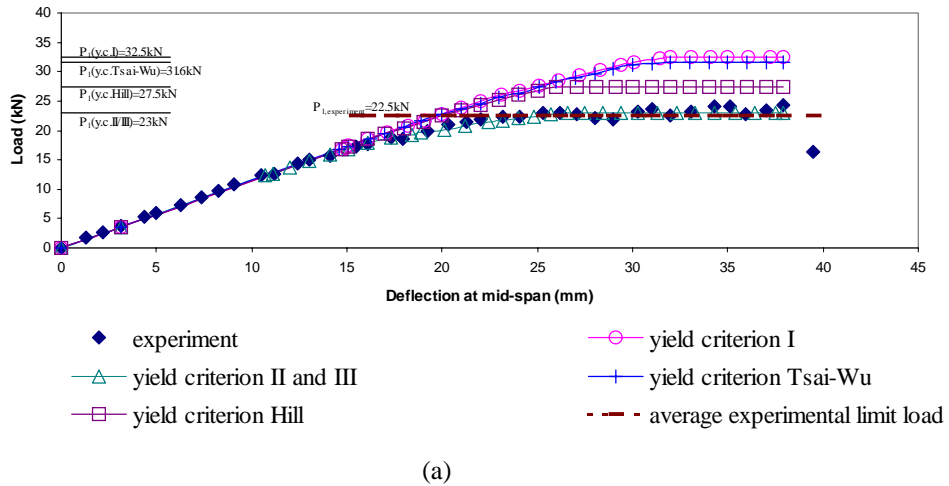 40
35
30
25
20
15
10
5
0
Load (kN)
P₁(y.c.I)=32.5kN
P₁(y.c.Tsai-Wu)=31.6kN
P₁(y.c.Hill)=27.5kN
P₁(y.c.II/III)=23kN
P₁,experiment=22.5kN
0 5 10 15 20 25 30 35 40 45
Deflection at mid-span (mm)
experiment
yield criterion I
yield criterion II and III
yield criterion Tsai-Wu
yield criterion Hill
average experimental limit load
(a)